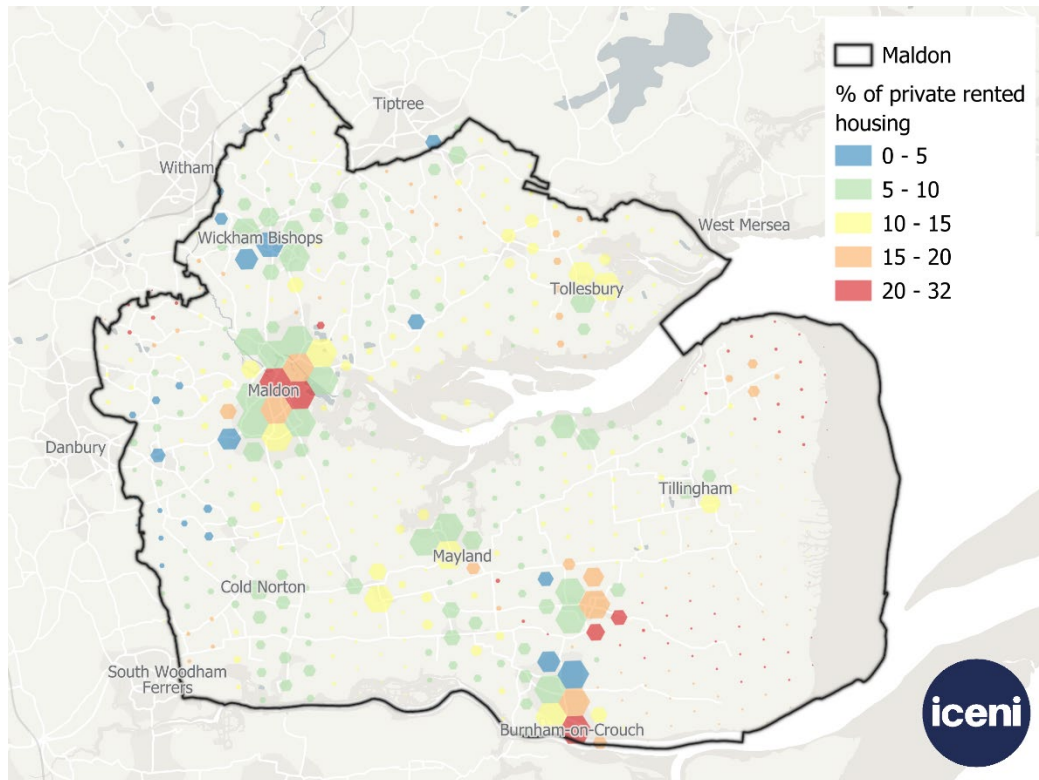 Maldon
% of private rented
housing
0 - 5
5 - 10
10 - 15
15 - 20
20 - 32
Tiptree
Witham
West Mersea
Wickham Bishops
Tollesbury
Maldon
Danbury
Tillingham
Mayland
Cold Norton
South Woodham
Ferrers
Burnham-on-Crouch
iceni